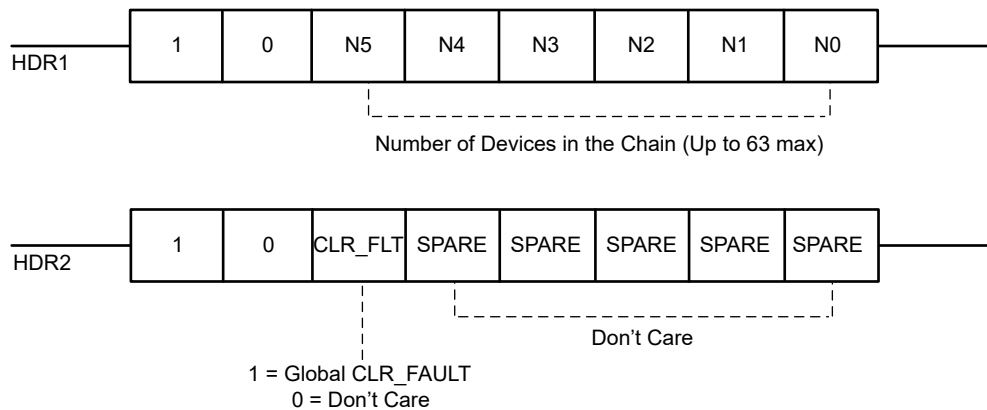 1 0 N5 N4 N3 N2 N1 N0
HDR1
Number of Devices in the Chain (Up to 63 max)
1 0 CLR_FLT SPARE SPARE SPARE SPARE SPARE
HDR2
Don't Care
1 = Global CLR_FAULT
0 = Don't Care